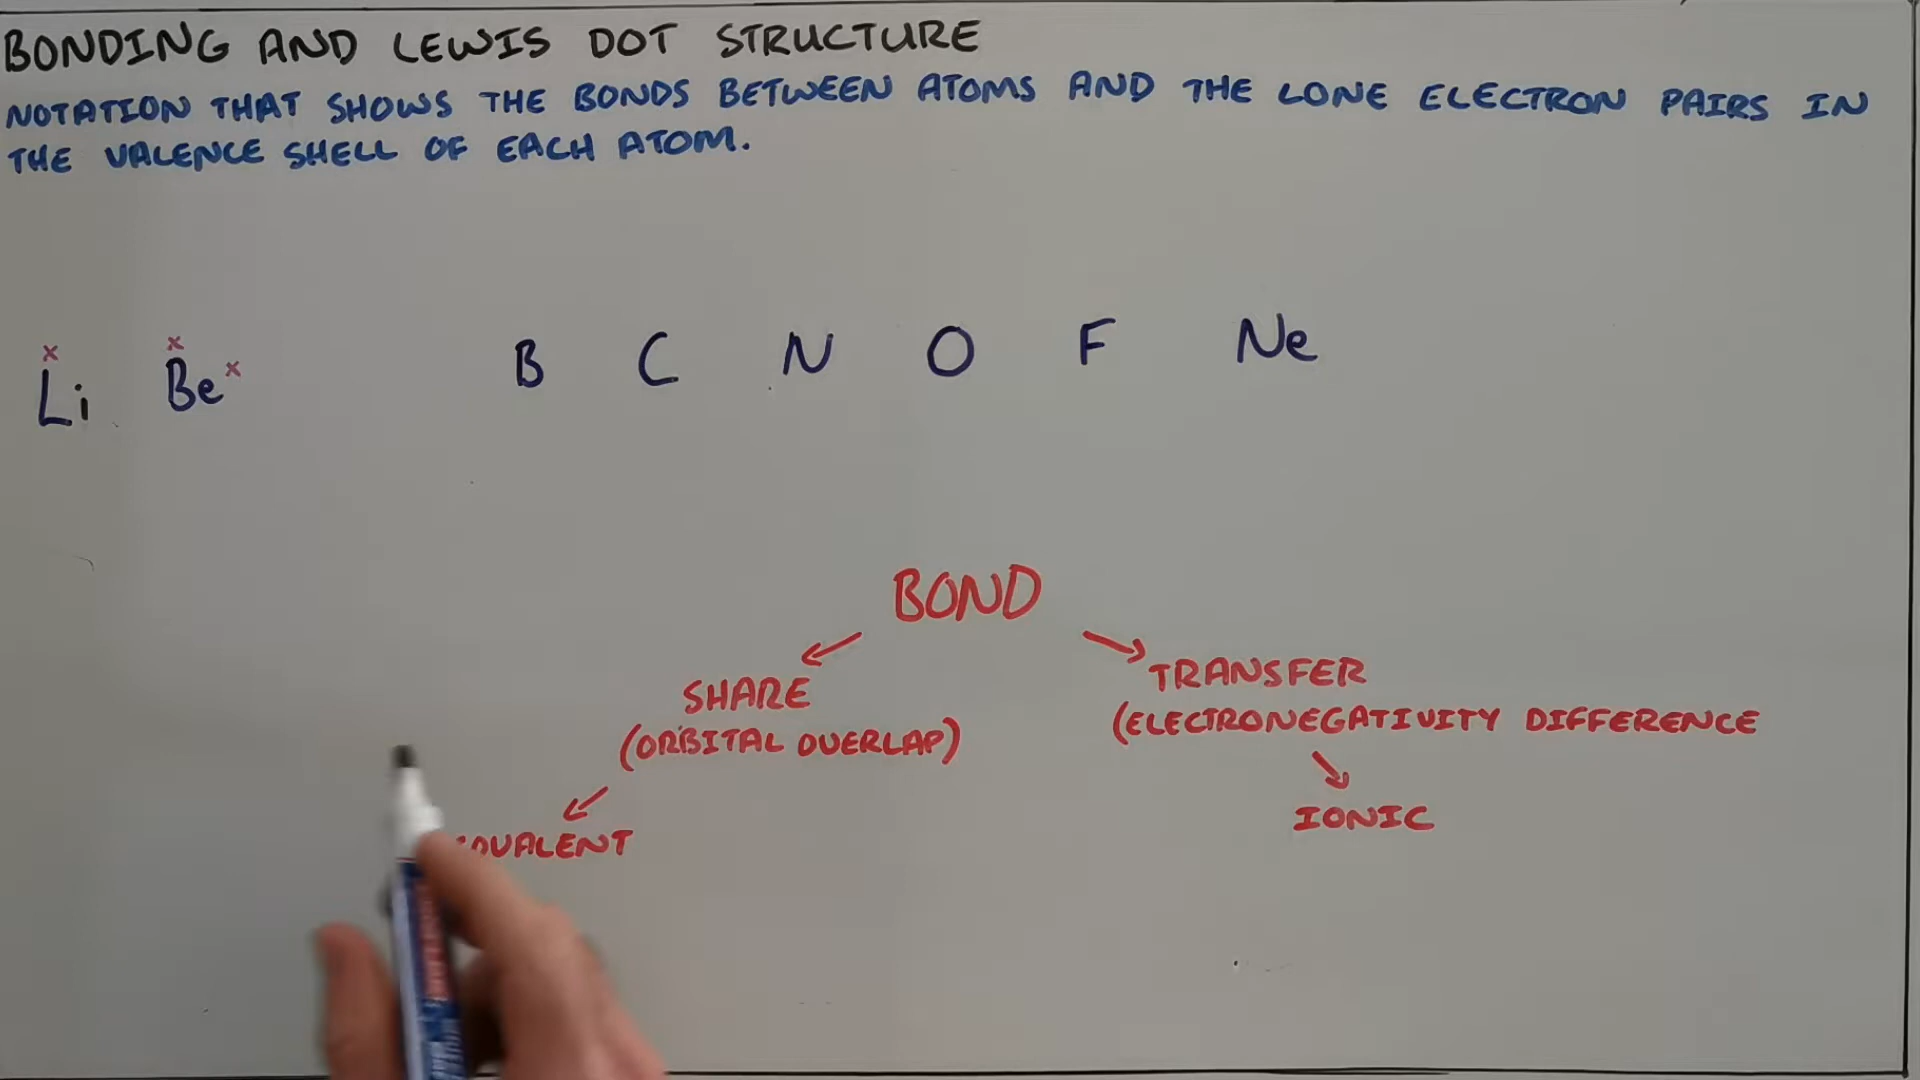 BONDING AND LEWIS DOT STRUCTURE
NOTATION THAT SHOWS THE BONDS BETWEEN ATOMS AND THE LONE ELECTRON PAIRS IN
THE VALENCE SHELL OF EACH ATOM.
x x x
Li Be B C N O F Ne
BOND
SHARE TRANSFER
(ORBITAL OVERLAP) (ELECTRONEGATIVITY DIFFERENCE
OVALENT IONIC